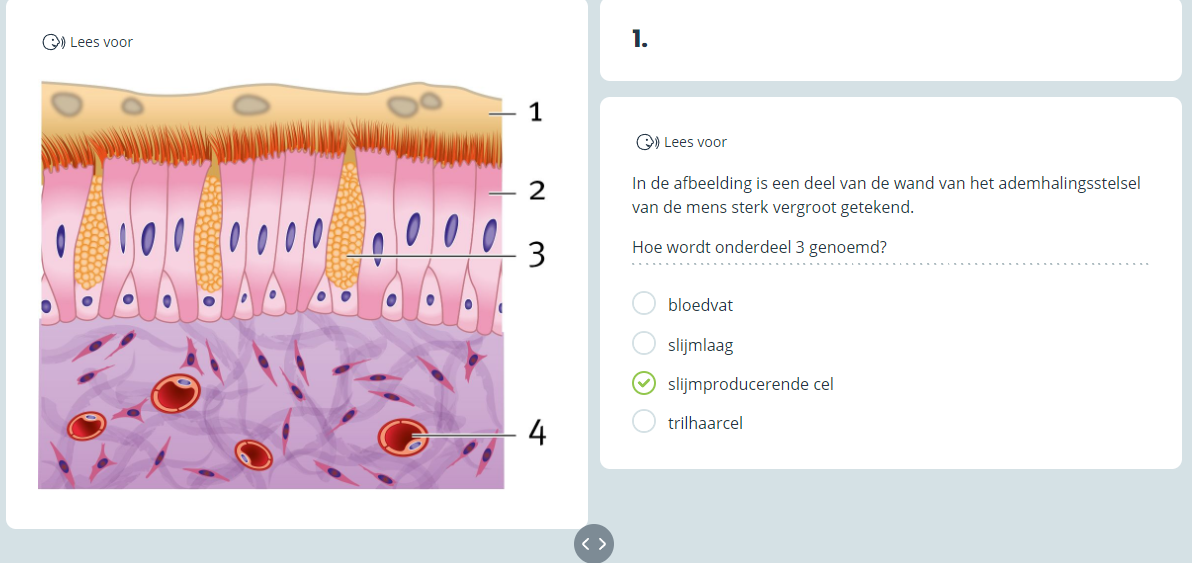 Lees voor
1
2
3
4
1.
Lees voor
In de afbeelding is een deel van de wand van het ademhalingsstelsel
van de mens sterk vergroot getekend.
Hoe wordt onderdeel 3 genoemd?
bloedvat
slijmlaag
slijmproducerende cel
trilhaarcel